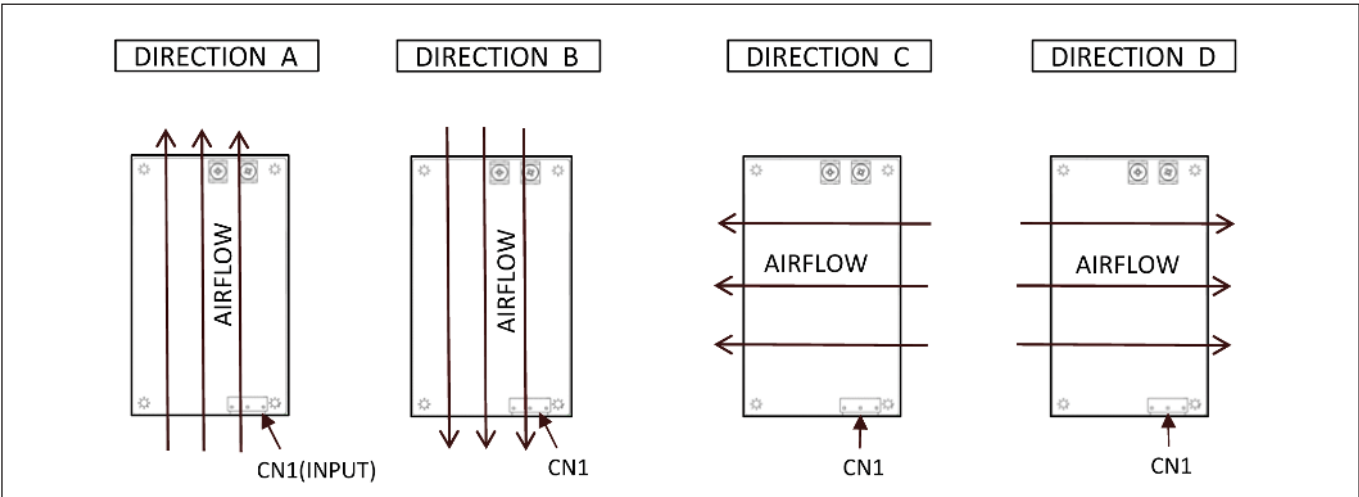 DIRECTION A
DIRECTION B
DIRECTION C
DIRECTION D
AIRFLOW
AIRFLOW
AIRFLOW
AIRFLOW
CN1(INPUT)
CN1
CN1
CN1